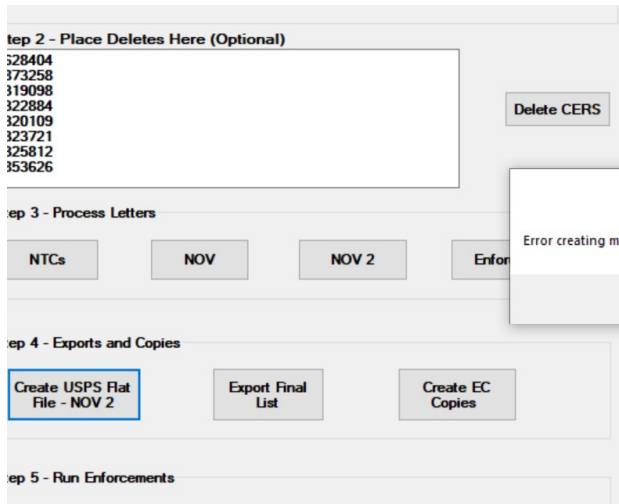 tep 2 - Place Deletes Here (Optional)
628404
373258
319098
322884
320109
323721
325812
353626
Delete CERS
tep 3 - Process Letters
Error creating m
NTCs
NOV
NOV 2
Enfor
tep 4 - Exports and Copies
Create USPS Flat
File - NOV 2
Export Final
List
Create EC
Copies
tep 5 - Run Enforcements